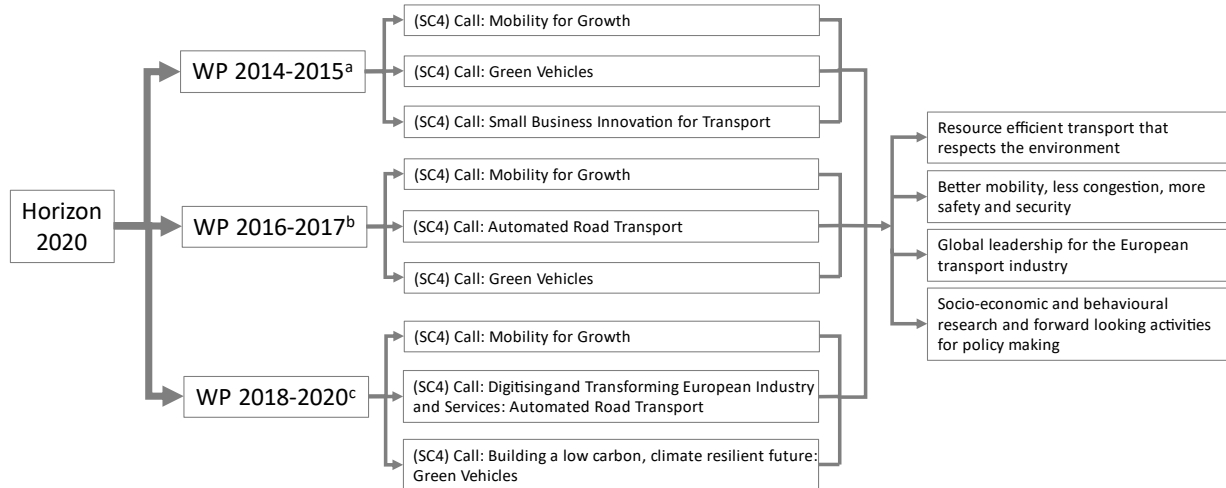 Horizon
2020
WP 2014-2015ᵃ
(SC4) Call: Mobility for Growth
(SC4) Call: Green Vehicles
(SC4) Call: Small Business Innovation for Transport
WP 2016-2017ᵇ
(SC4) Call: Mobility for Growth
(SC4) Call: Automated Road Transport
(SC4) Call: Green Vehicles
WP 2018-2020ᶜ
(SC4) Call: Mobility for Growth
(SC4) Call: Digitising and Transforming European Industry
and Services: Automated Road Transport
(SC4) Call: Building a low carbon, climate resilient future:
Green Vehicles
Resource efficient transport that
respects the environment
Better mobility, less congestion, more
safety and security
Global leadership for the European
transport industry
Socio-economic and behavioural
research and forward looking activities
for policy making